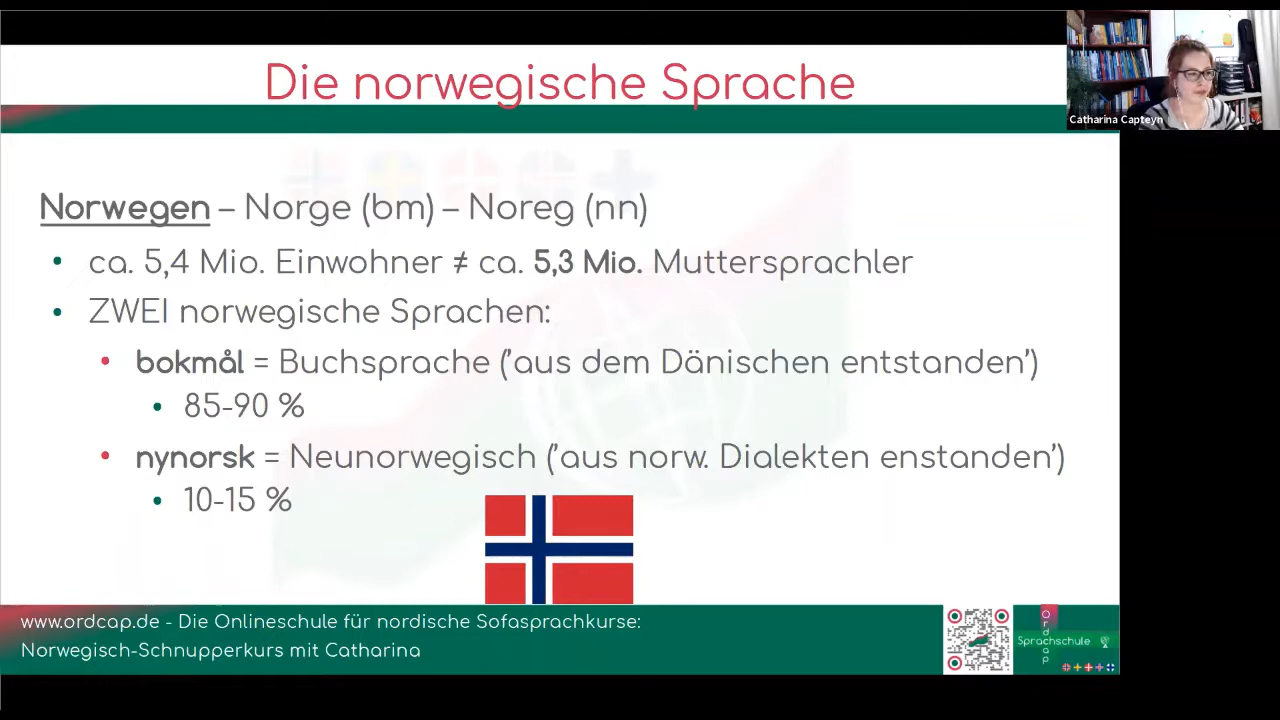 Die norwegische Sprache
Catharina Capteyn
Norwegen – Norge (bm) – Noreg (nn)
• ca. 5,4 Mio. Einwohner ≠ ca. 5,3 Mio. Muttersprachler
• ZWEI norwegische Sprachen:
• bokmål = Buchsprache (’aus dem Dänischen entstanden’)
• 85-90 %
• nynorsk = Neunorwegisch (’aus norw. Dialekten enstanden’)
• 10-15 %
www.ordcap.de - Die Onlineschule für nordische Sofasprachkurse:
Norwegisch-Schnupperkurs mit Catharina
Ordcap
Sprachschule